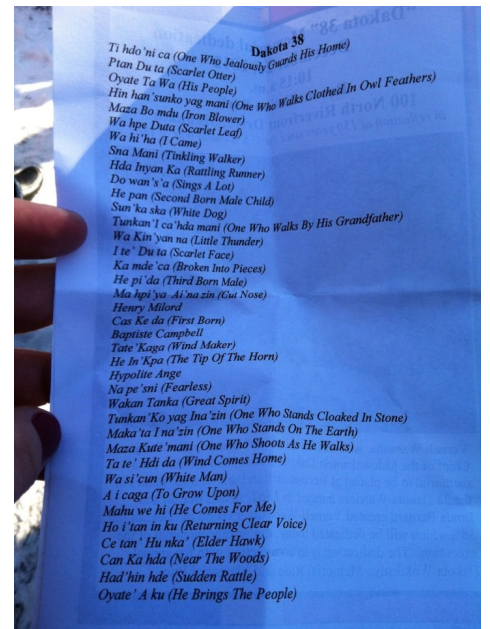 Dakota 38
Ti hdo'ni ca (One Who Jealously Guards His Home)
Ptan Du ta (Scarlet Otter)
Oyate Ta Wa (His People)
Hin han'sunko yag mani (One Who Walks Clothed In Owl Feathers)
Maza Bo mdu (Iron Blower)
Wa hpe Duta (Scarlet Leaf)
Wa hi'ha (I Came)
Sna Mani (Tinkling Walker)
Hda Inyan Ka (Rattling Runner)
Do wan's'a (Sings A Lot)
He pan (Second Born Male Child)
Sun'ka ska (White Dog)
Tunkan'I ca'hda mani (One Who Walks By His Grandfather)
Wa Kin'yan na (Little Thunder)
I te' Du ta (Scarlet Face)
Ka mde'ca (Broken Into Pieces)
He pi'da (Third Born Male)
Ma hpi'ya Ai'na zin (Cut Nose)
Henry Milord
Cas Ke da (First Born)
Baptiste Campbell
Tate'Kaga (Wind Maker)
He In'Kpa (The Tip Of The Horn)
Hypolite Ange
Na pe'sni (Fearless)
Wakan Tanka (Great Spirit)
Tunkan'Ko yag Ina'zin (One Who Stands Cloaked In Stone)
Maka'ta I na'zin (One Who Stands On The Earth)
Maza Kute'mani (One Who Shoots As He Walks)
Ta te' Hdi da (Wind Comes Home)
Wa si'cun (White Man)
A i caga (To Grow Upon)
Mahu we hi (He Comes For Me)
Ho i'tan in ku (Returning Clear Voice)
Ce tan' Hu nka' (Elder Hawk)
Can Ka hda (Near The Woods)
Had'hin hde (Sudden Rattle)
Oyate' A ku (He Brings The People)